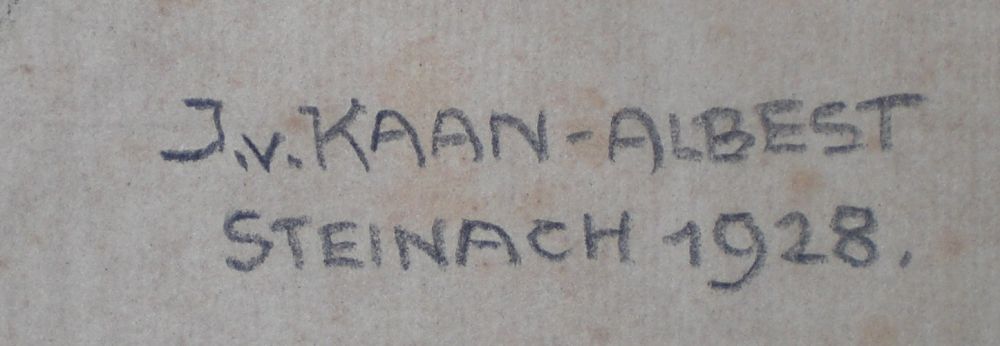 J.v.KAAN-ALBEST
STEINACH 1928.